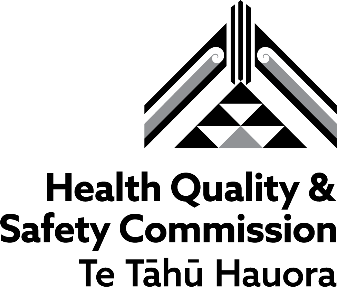 Health Quality &
Safety Commission
Te Tāhū Hauora